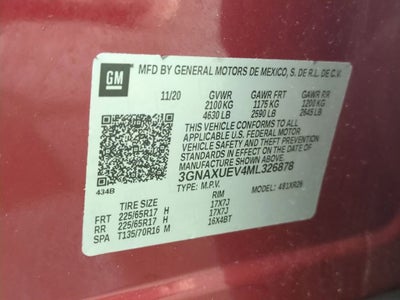 GM
MFD BY GENERAL MOTORS DE MEXICO, S. DE R.L. DE C.V.
11/20 GVWR GAWR FRT GAWR R/R
2100 KG 1175 KG 1200 KG
4630 LB 2590 LB 2645 LB
THIS VEHICLE CONFORMS TO ALL
APPLICABLE U.S. FEDERAL MOTOR
VEHICLE SAFETY AND THEFT PREVENTION
STANDARDS IN EFFECT ON THE DATE OF
MANUFACTURE SHOWN ABOVE.
3GNAXUEV4ML326878
434B TYPE: M.P.V. MODEL: 481XR26
TIRE SIZE RIM
FRT 225/65R17 H 17X7J
RR 225/65R17 H 17X7J
SPA T135/70R16 M 16X4BT